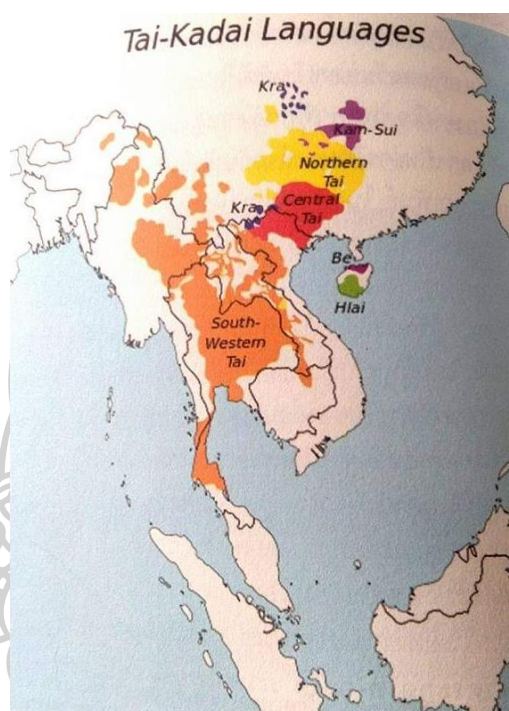 Tai-Kadai Languages
Kra
Kam-Sui
Northern
Tai
Kra
Central
Tai
Be
Hlai
South-
Western
Tai